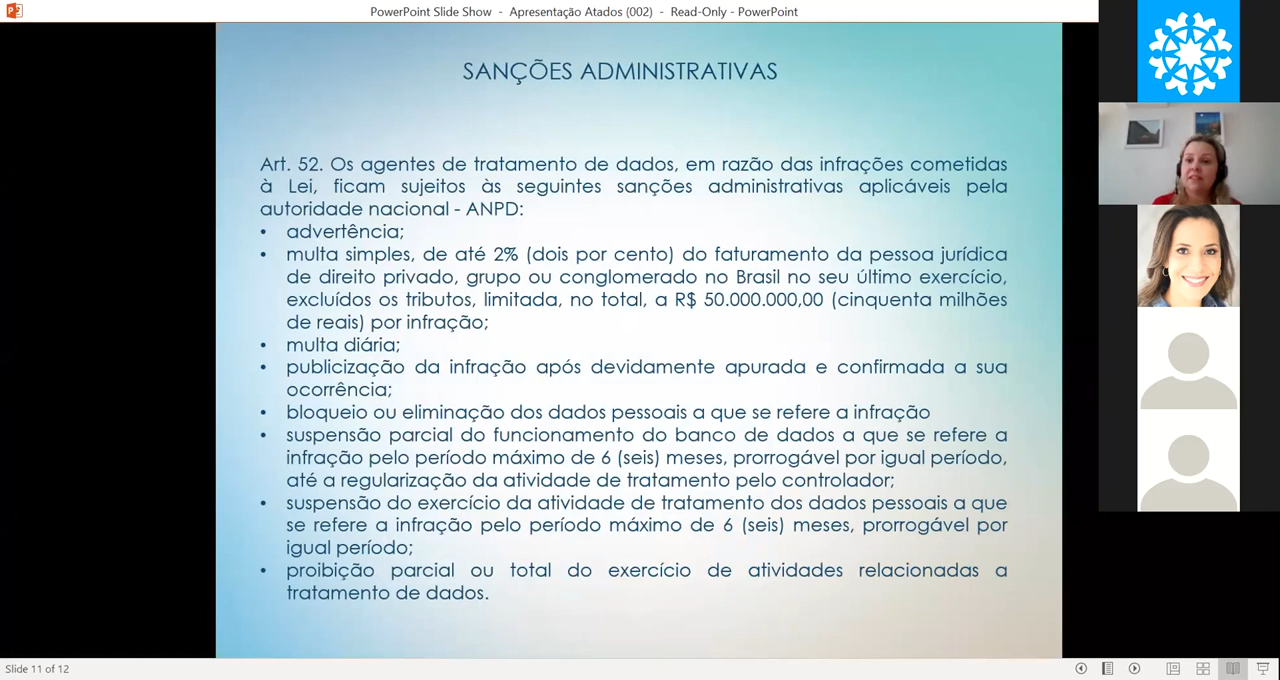 PowerPoint Slide Show - Apresentação Atados (002) - Read-Only - PowerPoint
SANÇÕES ADMINISTRATIVAS
Art. 52. Os agentes de tratamento de dados, em razão das infrações cometidas
à Lei, ficam sujeitos às seguintes sanções administrativas aplicáveis pela
autoridade nacional - ANPD:
• advertência;
• multa simples, de até 2% (dois por cento) do faturamento da pessoa jurídica
de direito privado, grupo ou conglomerado no Brasil no seu último exercício,
excluídos os tributos, limitada, no total, a R$ 50.000.000,00 (cinquenta milhões
de reais) por infração;
• multa diária;
• publicização da infração após devidamente apurada e confirmada a sua
ocorrência;
• bloqueio ou eliminação dos dados pessoais a que se refere a infração
• suspensão parcial do funcionamento do banco de dados a que se refere a
infração pelo período máximo de 6 (seis) meses, prorrogável por igual período,
até a regularização da atividade de tratamento pelo controlador;
• suspensão do exercício da atividade de tratamento dos dados pessoais a que
se refere a infração pelo período máximo de 6 (seis) meses, prorrogável por
igual período;
• proibição parcial ou total do exercício de atividades relacionadas a
tratamento de dados.
Slide 11 of 12